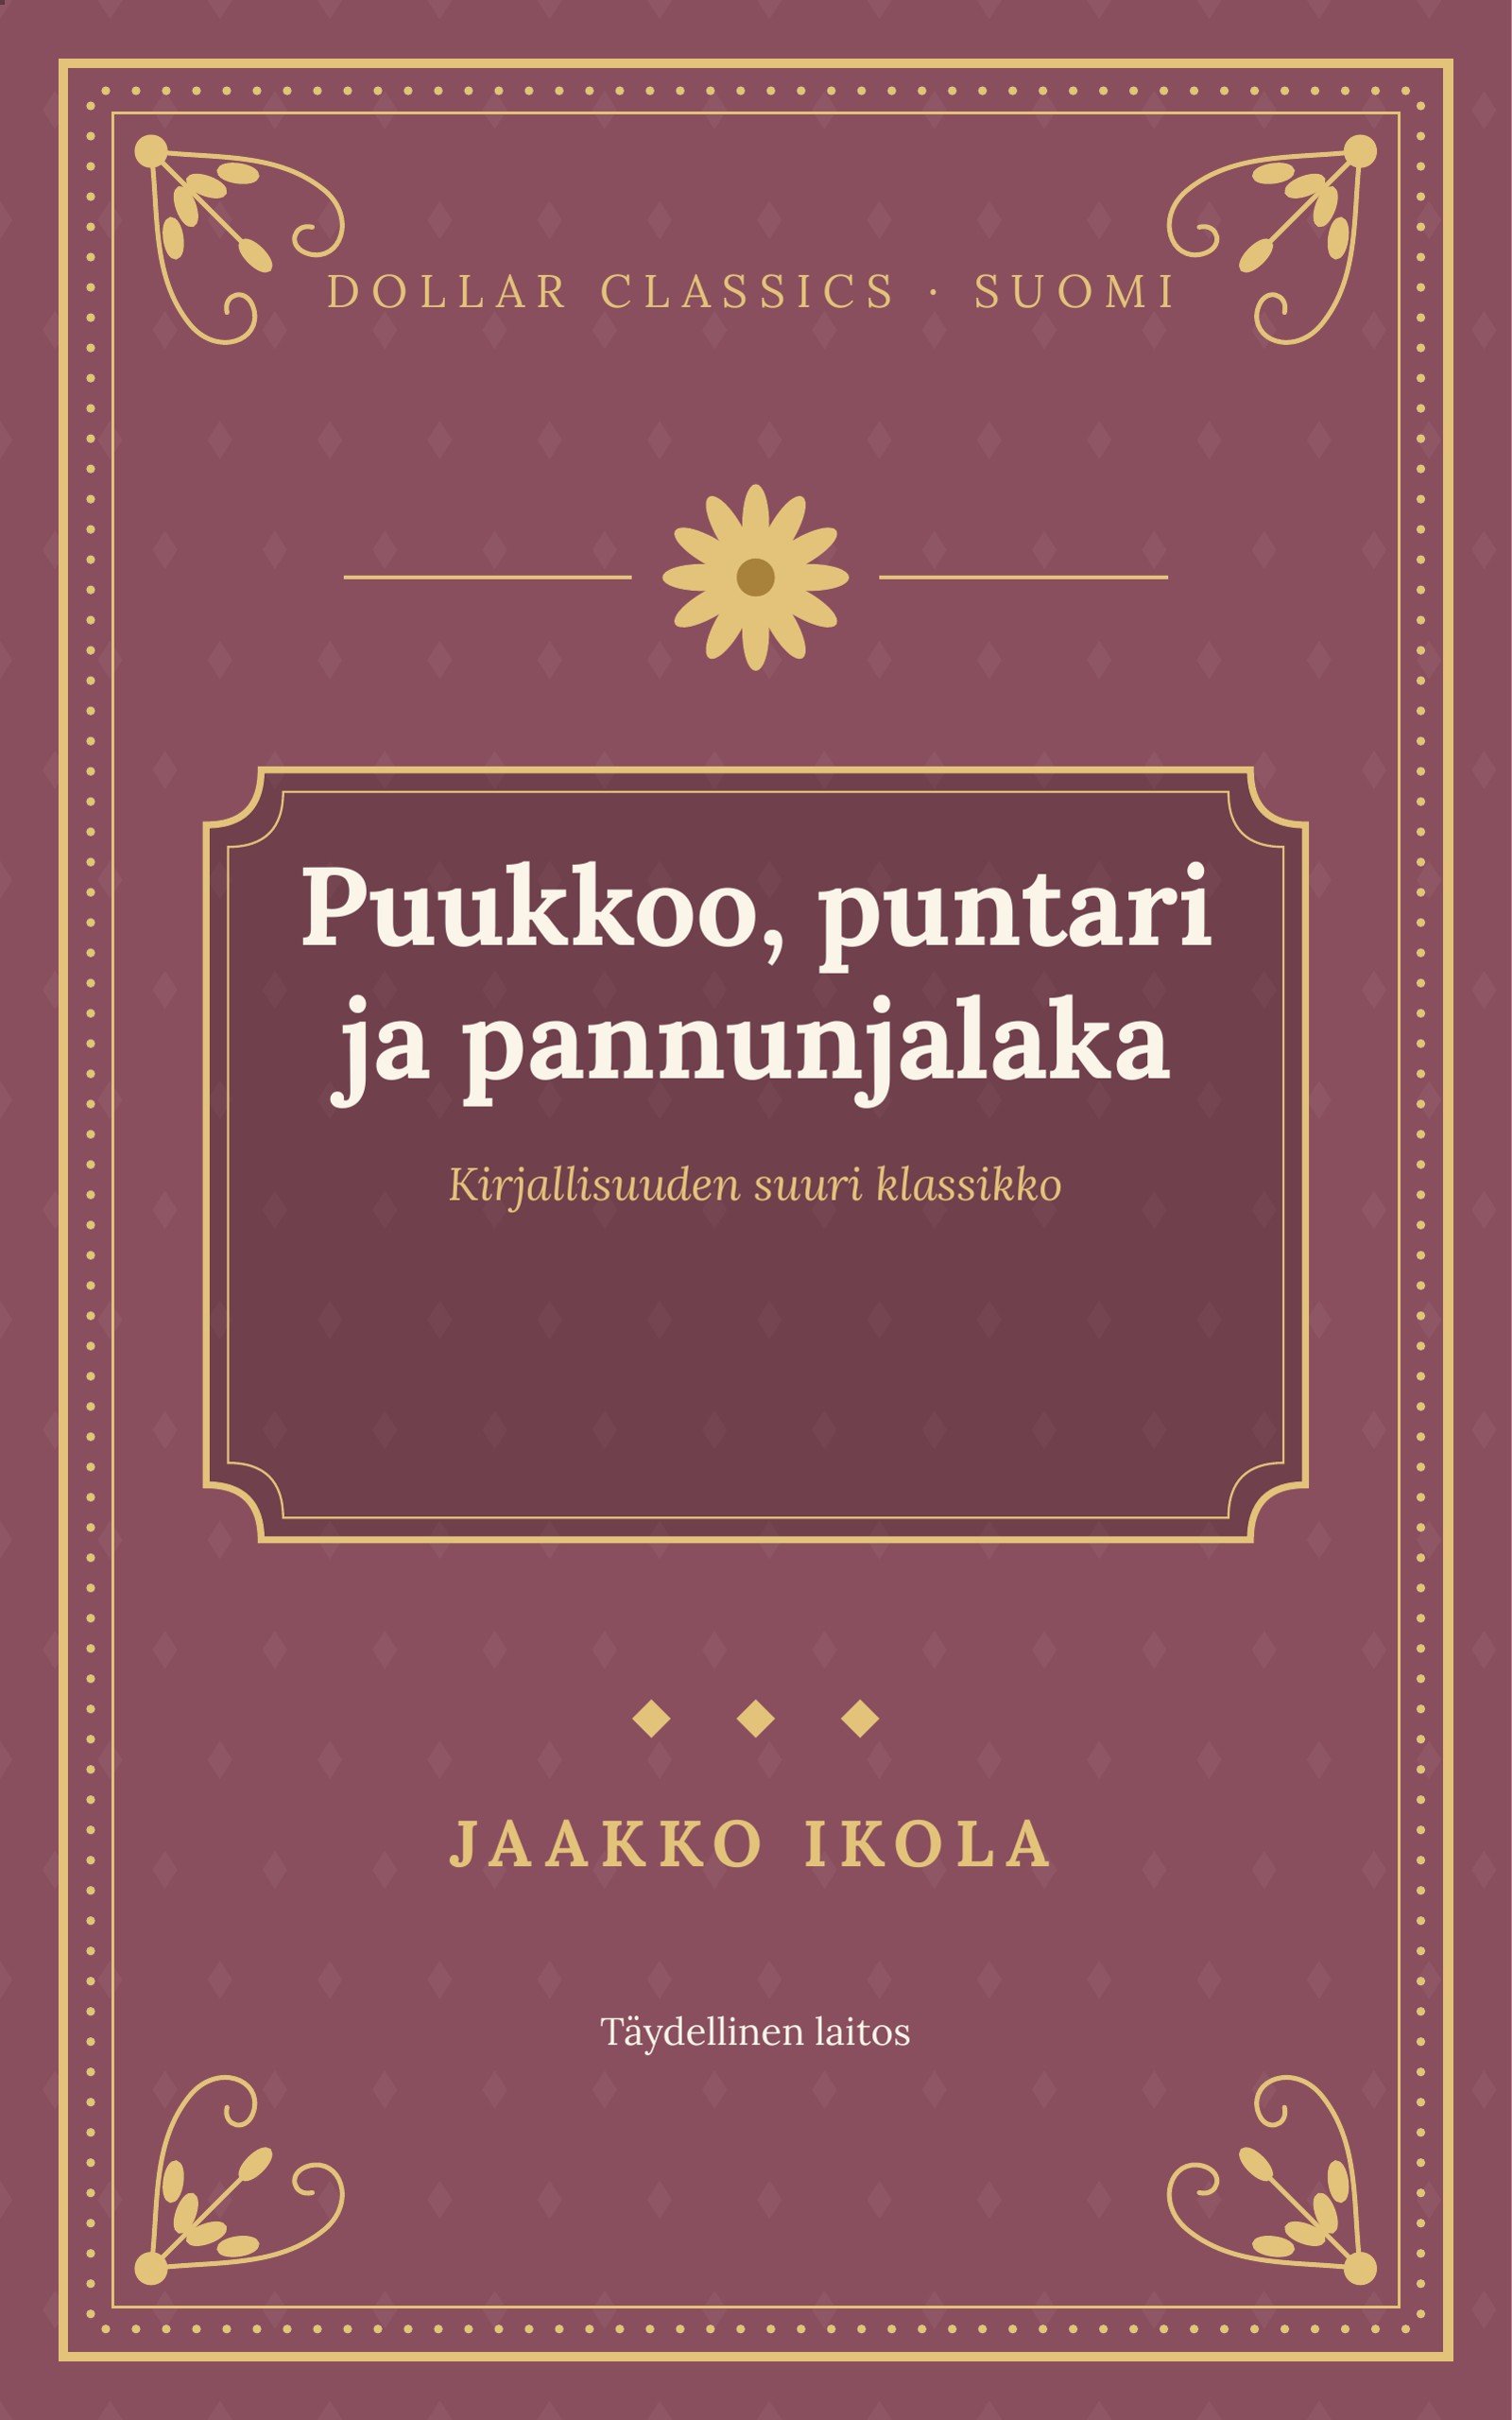 DOLLAR CLASSICS · SUOMI
Puukkoo, puntari
ja pannunjalaka
Kirjallisuuden suuri klassikko
JAAKKO IKOLA
Täydellinen laitos